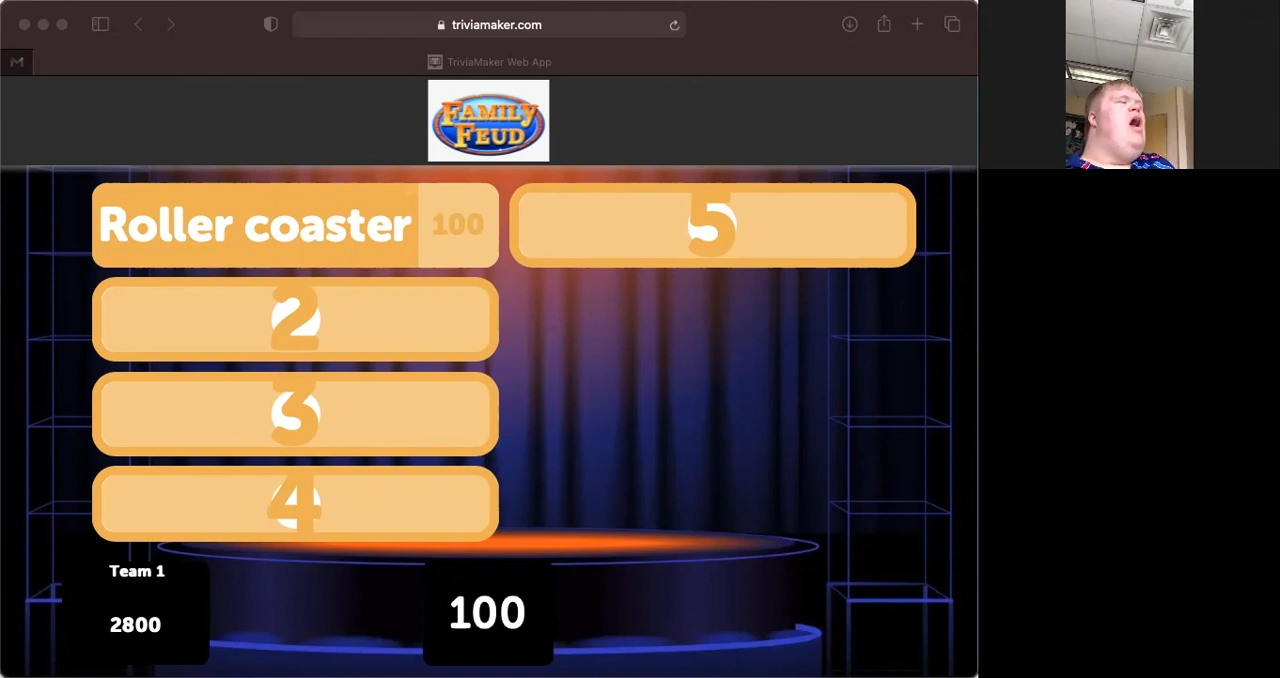 triviamaker.com
M
TriviaMaker Web App
FAMILY
FEUD
Roller coaster 100
5
2
3
4
Team 1
2800
100